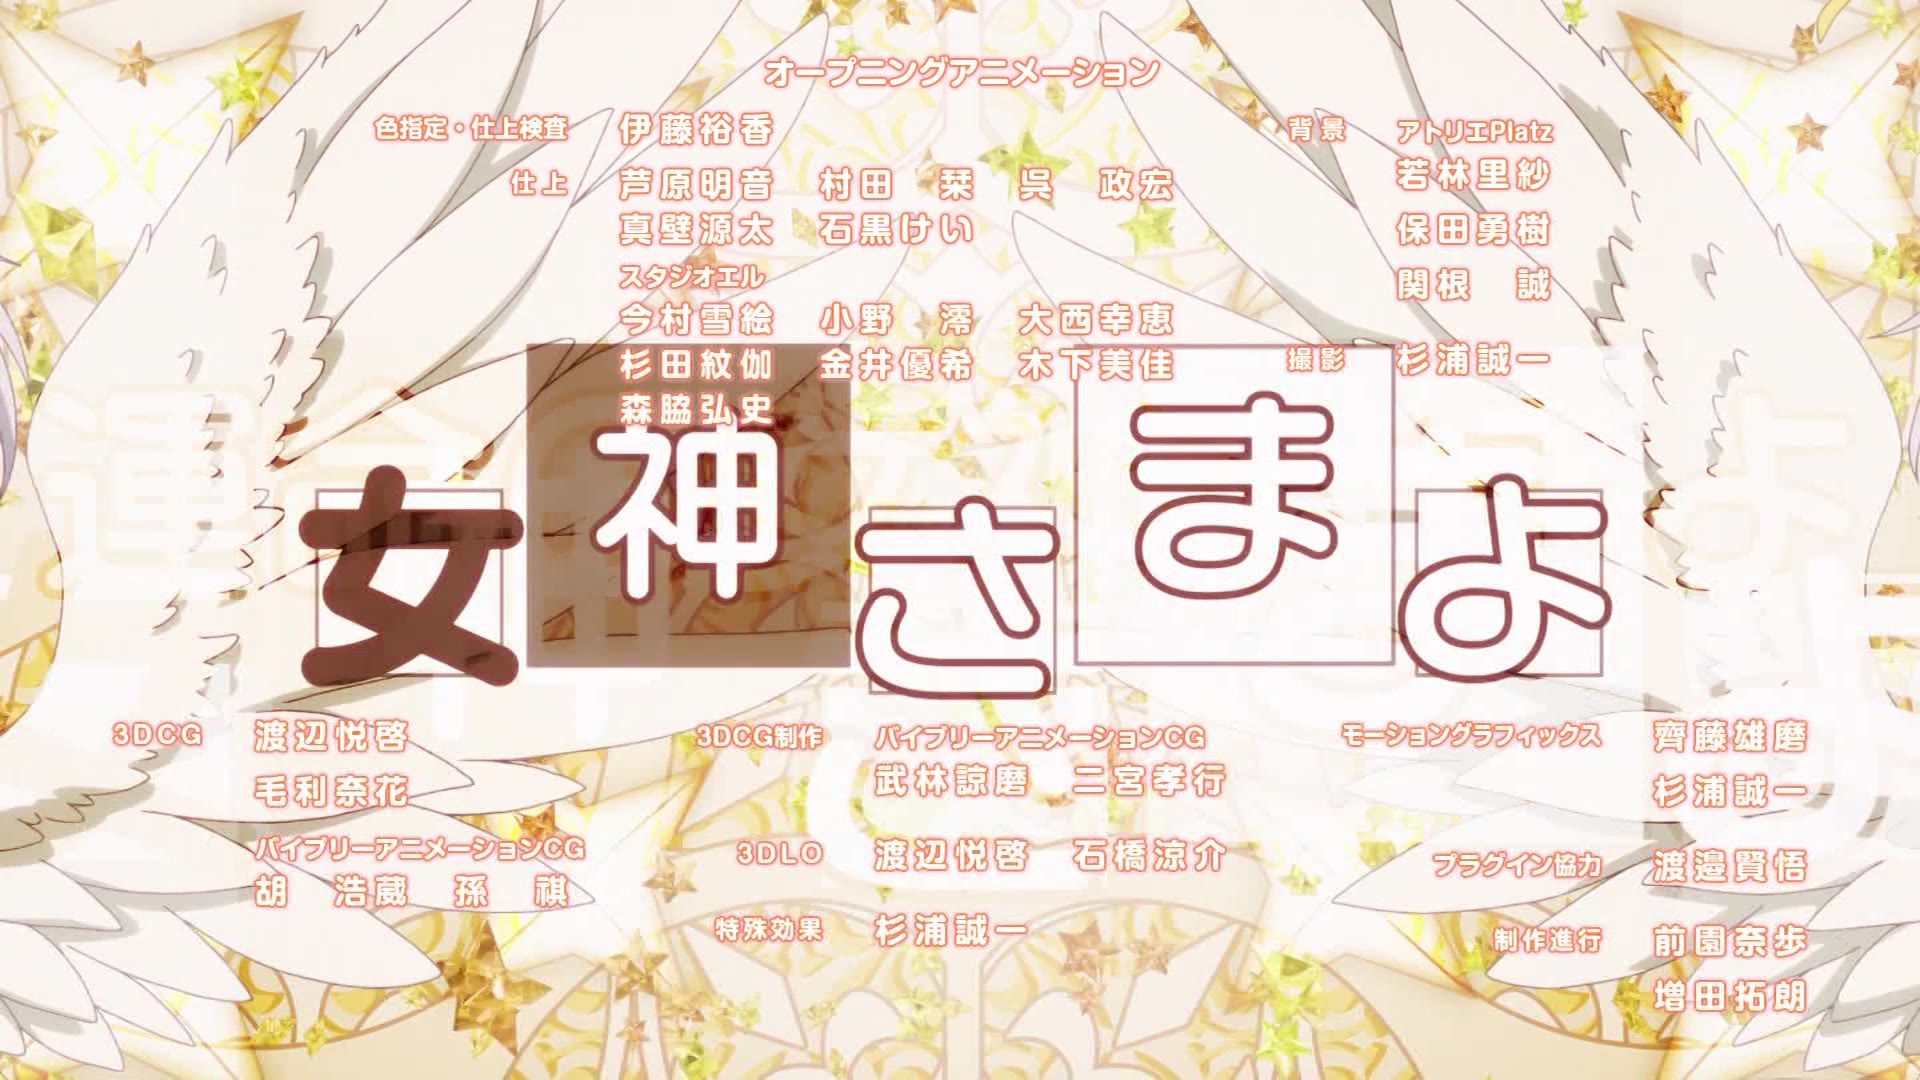 オープニングアニメーション
色指定・仕上検査 伊藤裕香
仕上 芦原明音 村田 栞 呉 政宏
真壁源太 石黒けい
スタジオエル
今村雪絵 小野 澪 大西幸恵
杉田紋伽 金井優希 木下美佳
森脇弘史
背景 アトリエPlatz
若林里紗
保田勇樹
関根 誠
撮影 杉浦誠一
女神さまよ
3DCG 渡辺悦啓
毛利奈花
バイブリーアニメーションCG
胡 浩蔵 孫 祺
3DCG制作 バイブリーアニメーションCG
武林諒磨 二宮孝行
3DLO 渡辺悦啓 石橋涼介
特殊効果 杉浦誠一
モーショングラフィックス 齊藤雄磨
杉浦誠一
プラグイン協力 渡邉賢悟
制作進行 前園奈歩
増田拓朗